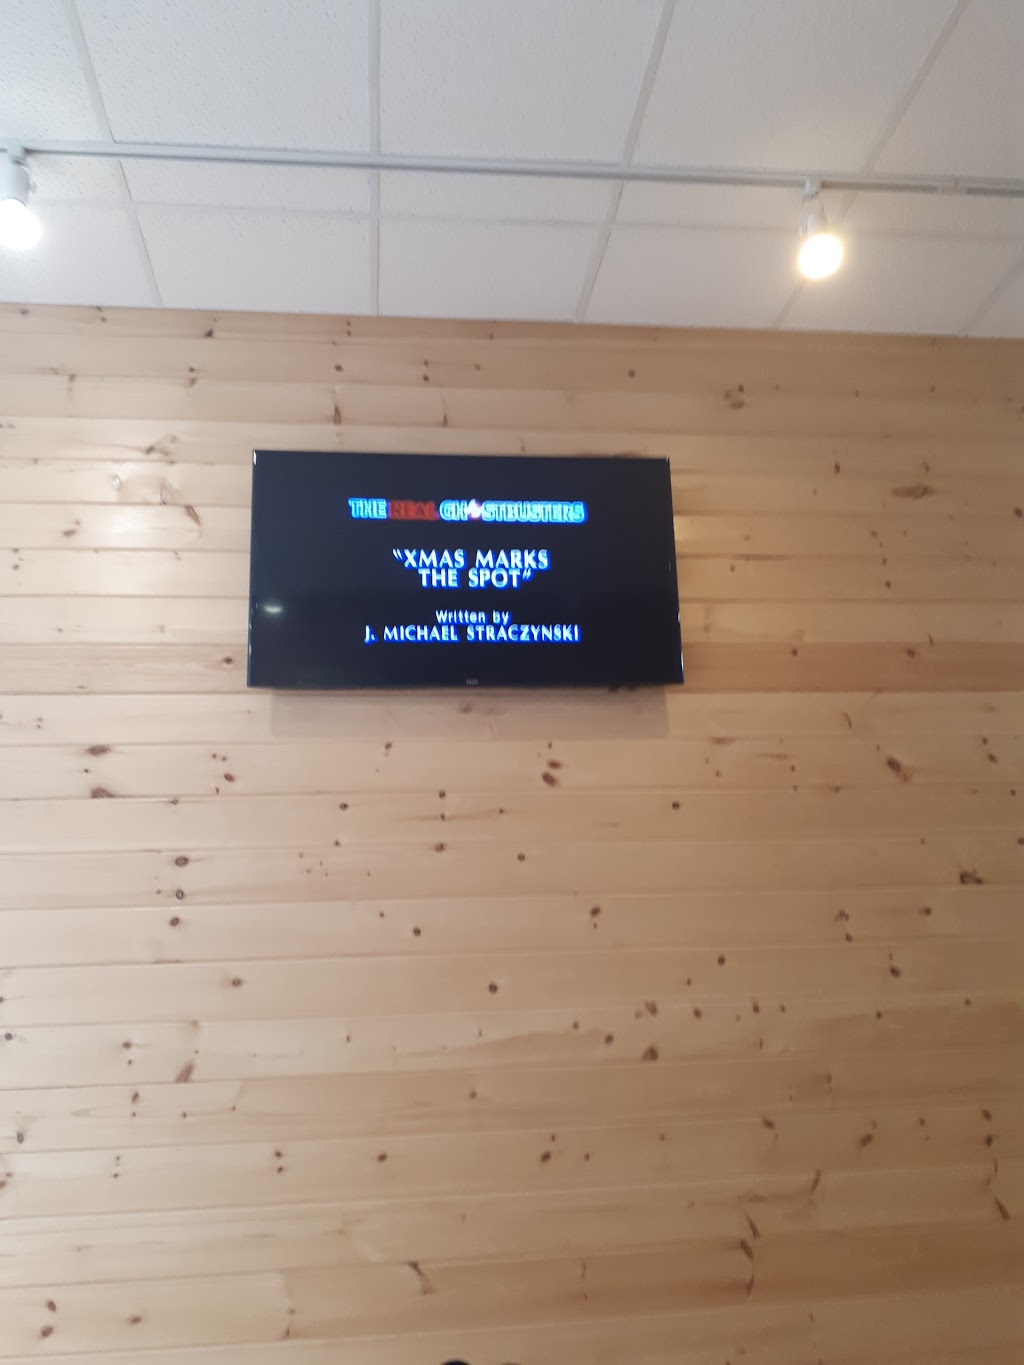 THE REAL GHOSTBUSTERS
"XMAS MARKS
THE SPOT"
Written by
J. MICHAEL STRACZYNSKI